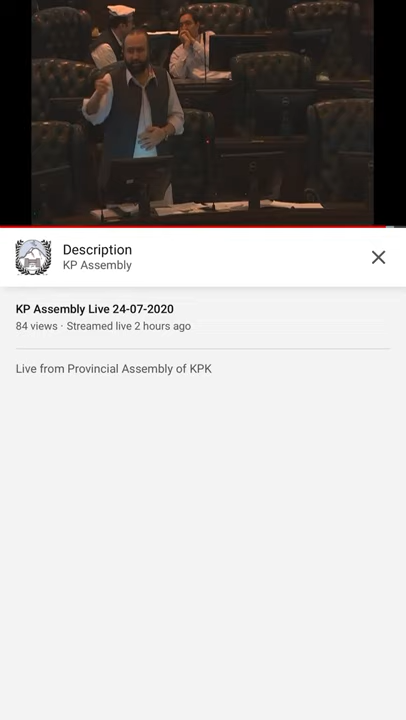 Description
KP Assembly
KP Assembly Live 24-07-2020
84 views · Streamed live 2 hours ago
Live from Provincial Assembly of KPK